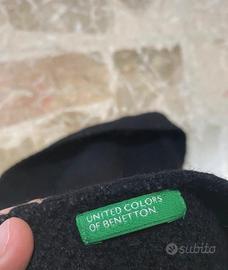 UNITED COLORS
OF BENETTON.
subito